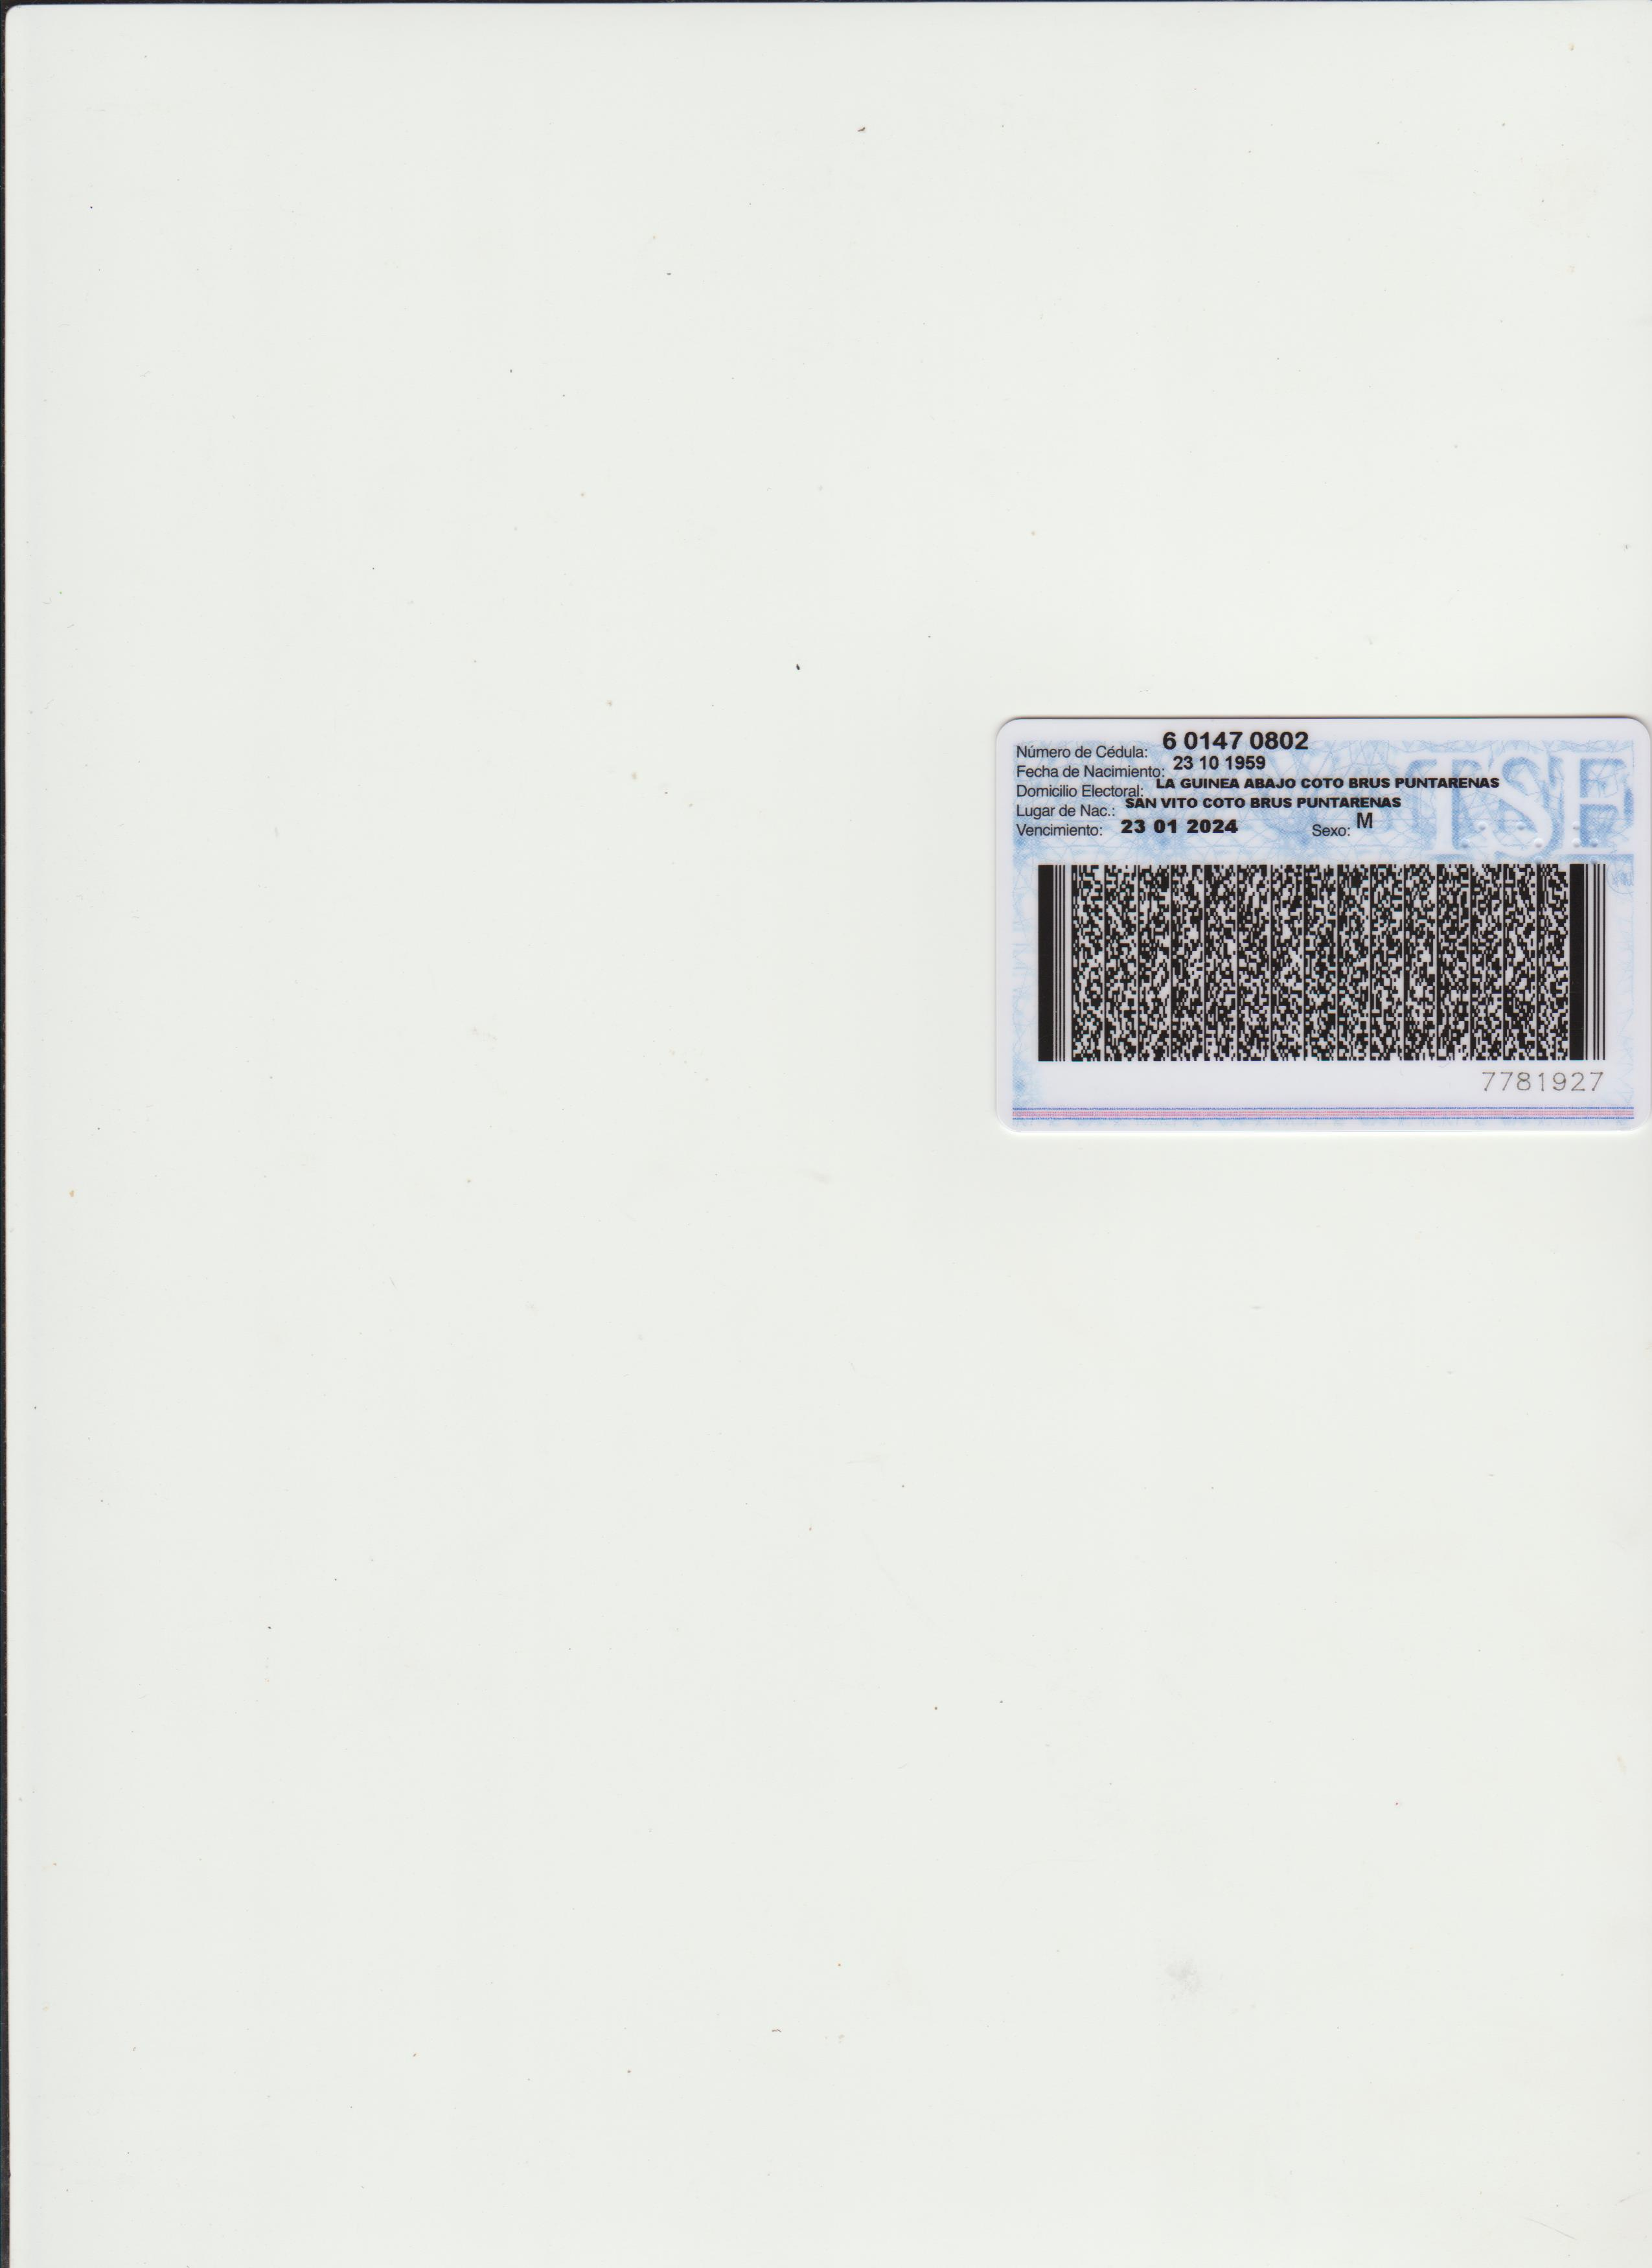 Número de Cédula: 6 0147 0802
Fecha de Nacimiento: 23 10 1959
Domicilio Electoral: LA GUINEA ABAJO COTO BRUS PUNTARENAS
Lugar de Nac.: SAN VITO COTO BRUS PUNTARENAS
Vencimiento: 23 01 2024 Sexo: M
TSE
7781927